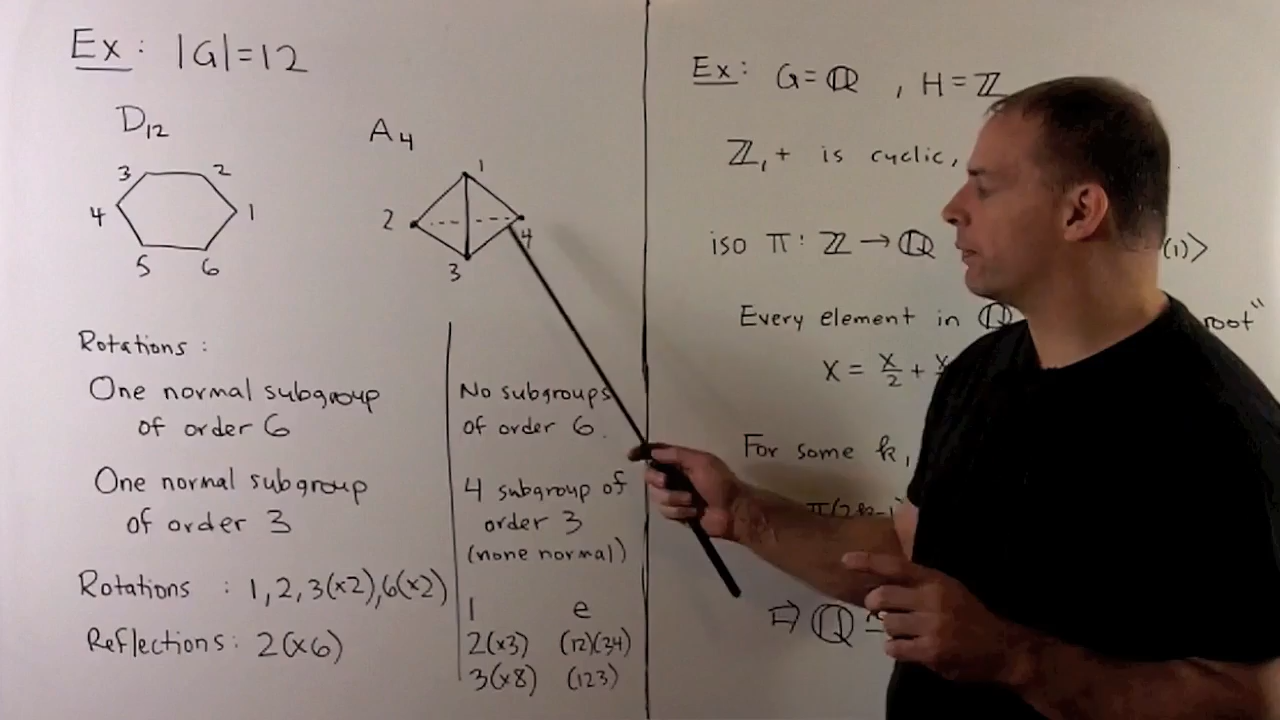 Ex: |G|=12
D12
3 2
4 1
5 6
A4
1
2
4
3
Rotations:
One normal subgroup
of order 6
One normal subgroup
of order 3
Rotations : 1, 2, 3(x2), 6(x2)
Reflections: 2(x6)
No subgroups
of order 6.
4 subgroup of
order 3
(none normal)
1 e
2(x3) (12)(34)
3(x8) (123)
Ex: G=ℚ , H=ℤ
ℤ, + is cyclic,
iso π: ℤ → ℚ (1)>
Every element in ℚ root"
x = x/2 + x
For some k,
π(2k-1
⇒ ℚ